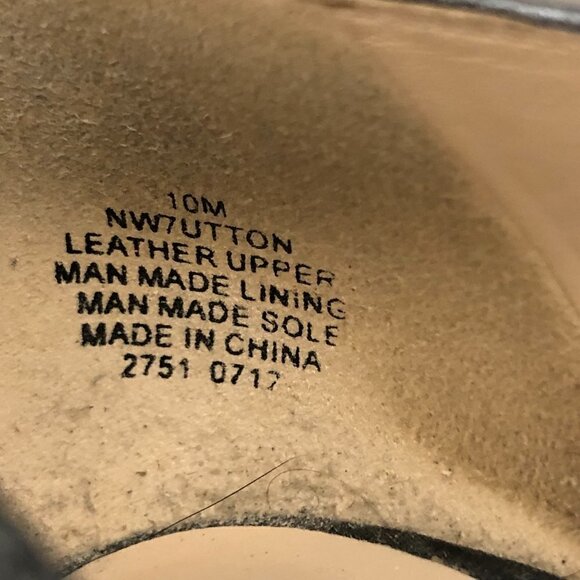 10M
NW7UTTON
LEATHER UPPER
MAN MADE LINING
MAN MADE SOLE
MADE IN CHINA
2751 0717